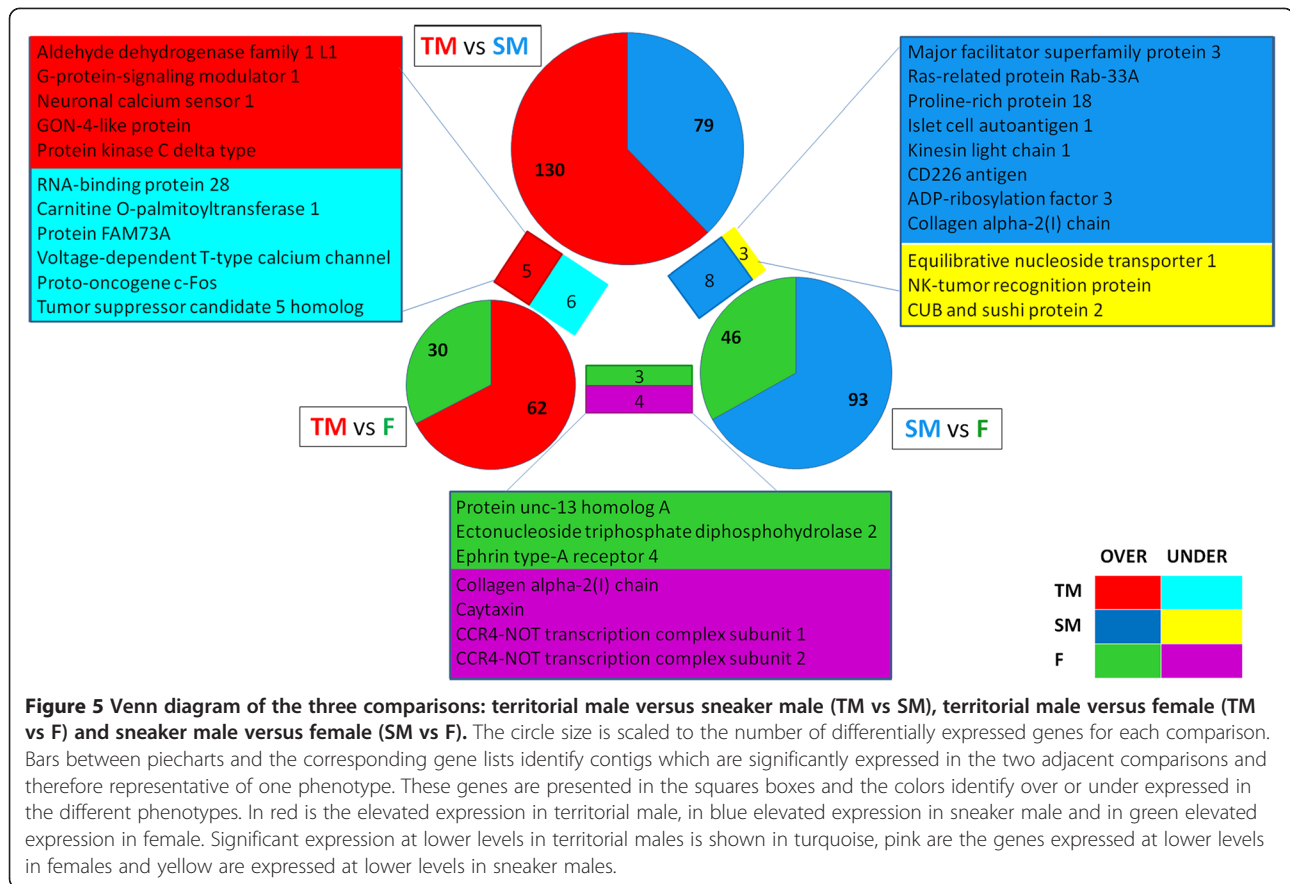 Aldehyde dehydrogenase family 1 L1
G-protein-signaling modulator 1
Neuronal calcium sensor 1
GON-4-like protein
Protein kinase C delta type
RNA-binding protein 28
Carnitine O-palmitoyltransferase 1
Protein FAM73A
Voltage-dependent T-type calcium channel
Proto-oncogene c-Fos
Tumor suppressor candidate 5 homolog
TM vs SM
130
79
Major facilitator superfamily protein 3
Ras-related protein Rab-33A
Proline-rich protein 18
Islet cell autoantigen 1
Kinesin light chain 1
CD226 antigen
ADP-ribosylation factor 3
Collagen alpha-2(I) chain
Equilibrative nucleoside transporter 1
NK-tumor recognition protein
CUB and sushi protein 2
5
6
8
3
30
62
TM vs F
3
4
46
93
SM vs F
Protein unc-13 homolog A
Ectonucleoside triphosphate diphosphohydrolase 2
Ephrin type-A receptor 4
Collagen alpha-2(I) chain
Caytaxin
CCR4-NOT transcription complex subunit 1
CCR4-NOT transcription complex subunit 2
OVER UNDER
TM
SM
F
Figure 5 Venn diagram of the three comparisons: territorial male versus sneaker male (TM vs SM), territorial male versus female (TM
vs F) and sneaker male versus female (SM vs F). The circle size is scaled to the number of differentially expressed genes for each comparison.
Bars between piecharts and the corresponding gene lists identify contigs which are significantly expressed in the two adjacent comparisons and
therefore representative of one phenotype. These genes are presented in the squares boxes and the colors identify over or under expressed in
the different phenotypes. In red is the elevated expression in territorial male, in blue elevated expression in sneaker male and in green elevated
expression in female. Significant expression at lower levels in territorial males is shown in turquoise, pink are the genes expressed at lower levels
in females and yellow are expressed at lower levels in sneaker males.